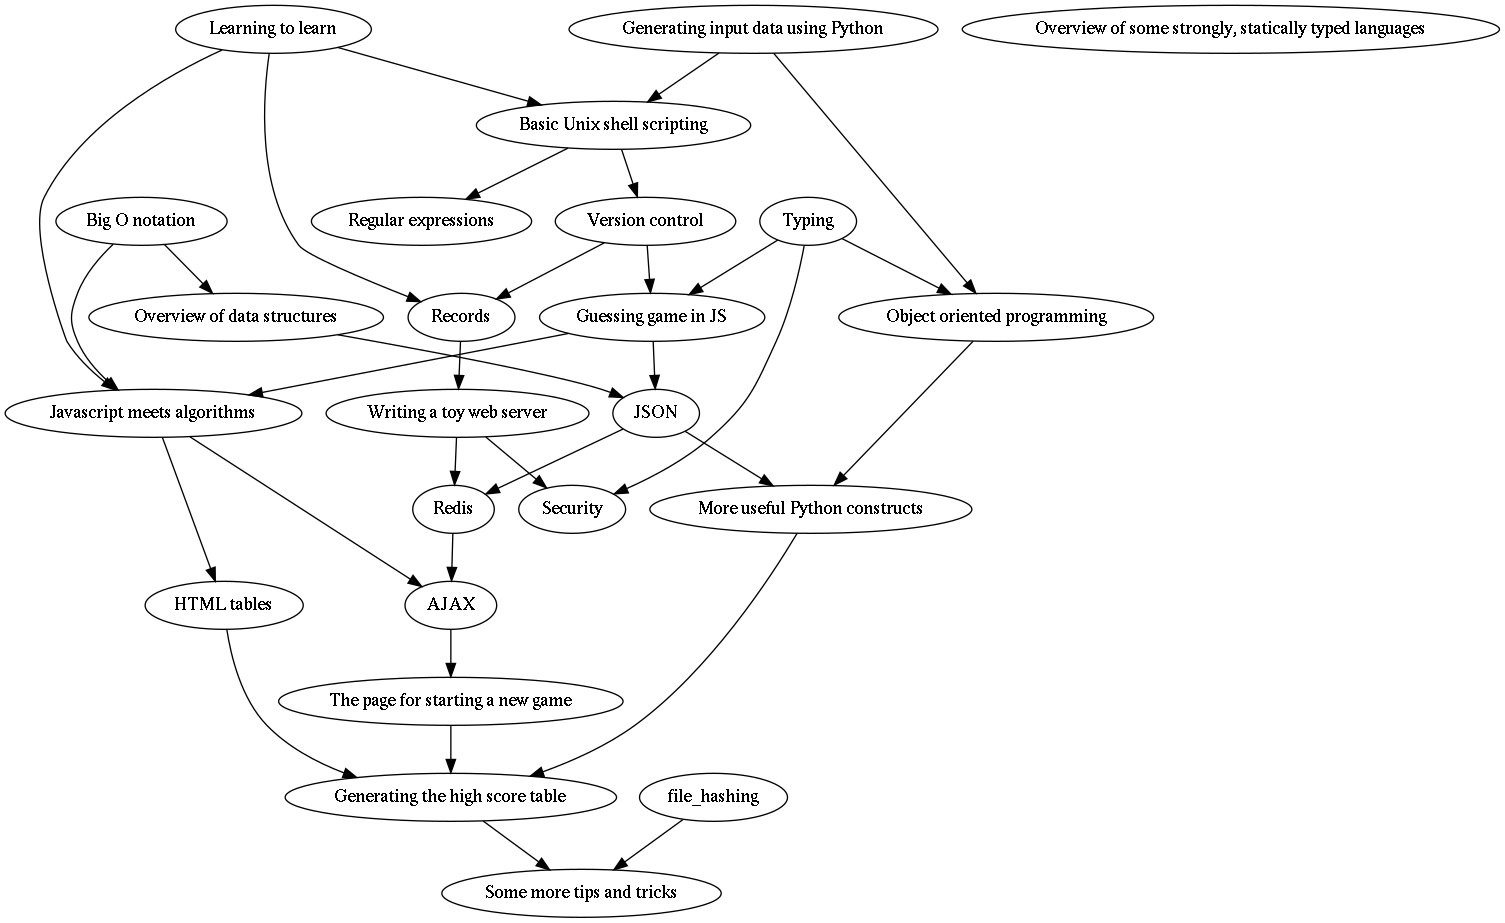 Learning to learn
Generating input data using Python
Overview of some strongly, statically typed languages
Basic Unix shell scripting
Big O notation
Regular expressions
Version control
Typing
Overview of data structures
Records
Guessing game in JS
Object oriented programming
Javascript meets algorithms
Writing a toy web server
JSON
Redis
Security
More useful Python constructs
HTML tables
AJAX
The page for starting a new game
Generating the high score table
file_hashing
Some more tips and tricks